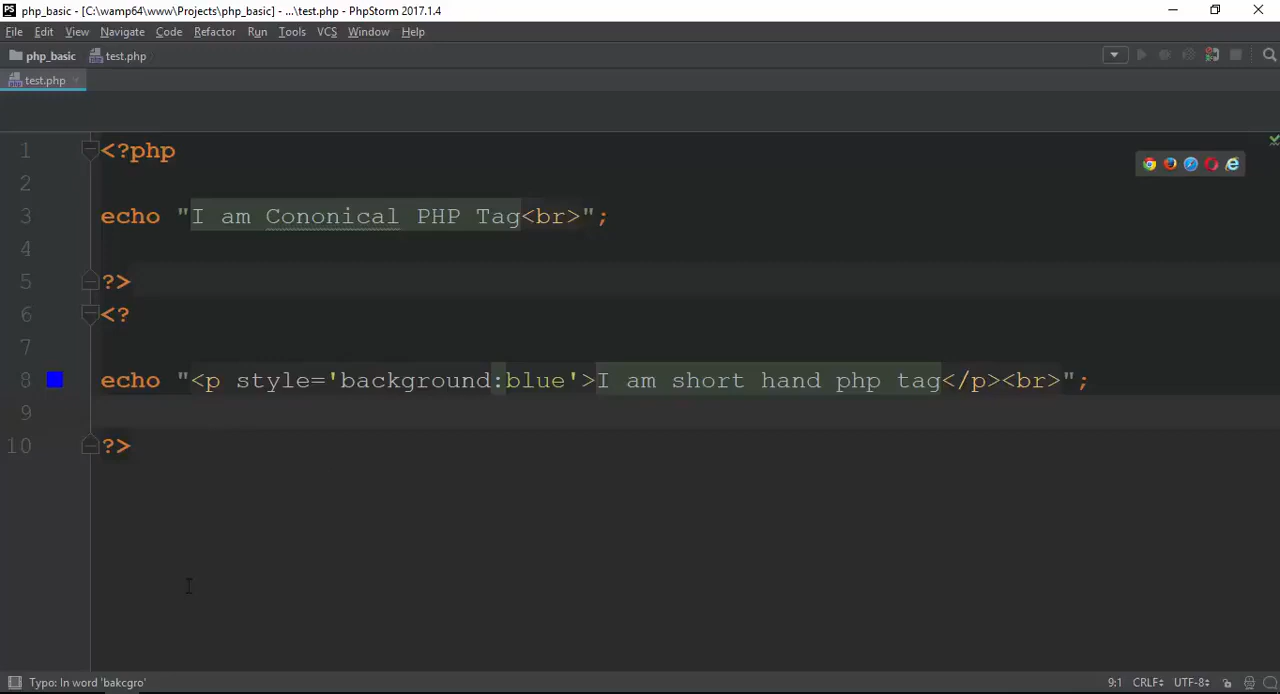 php_basic - [C:\wamp64\www\Projects\php_basic] - ...\test.php - PhpStorm 2017.1.4
File Edit View Navigate Code Refactor Run Tools VCS Window Help
php_basic test.php
test.php
1 <?php
2
3 echo "I am Cononical PHP Tag<br>";
4
5 ?>
6 <?
7
8 echo "<p style='background:blue'>I am short hand php tag</p><br>";
9
10 ?>
Typo: In word 'bakcgro' 9:1 CRLF UTF-8